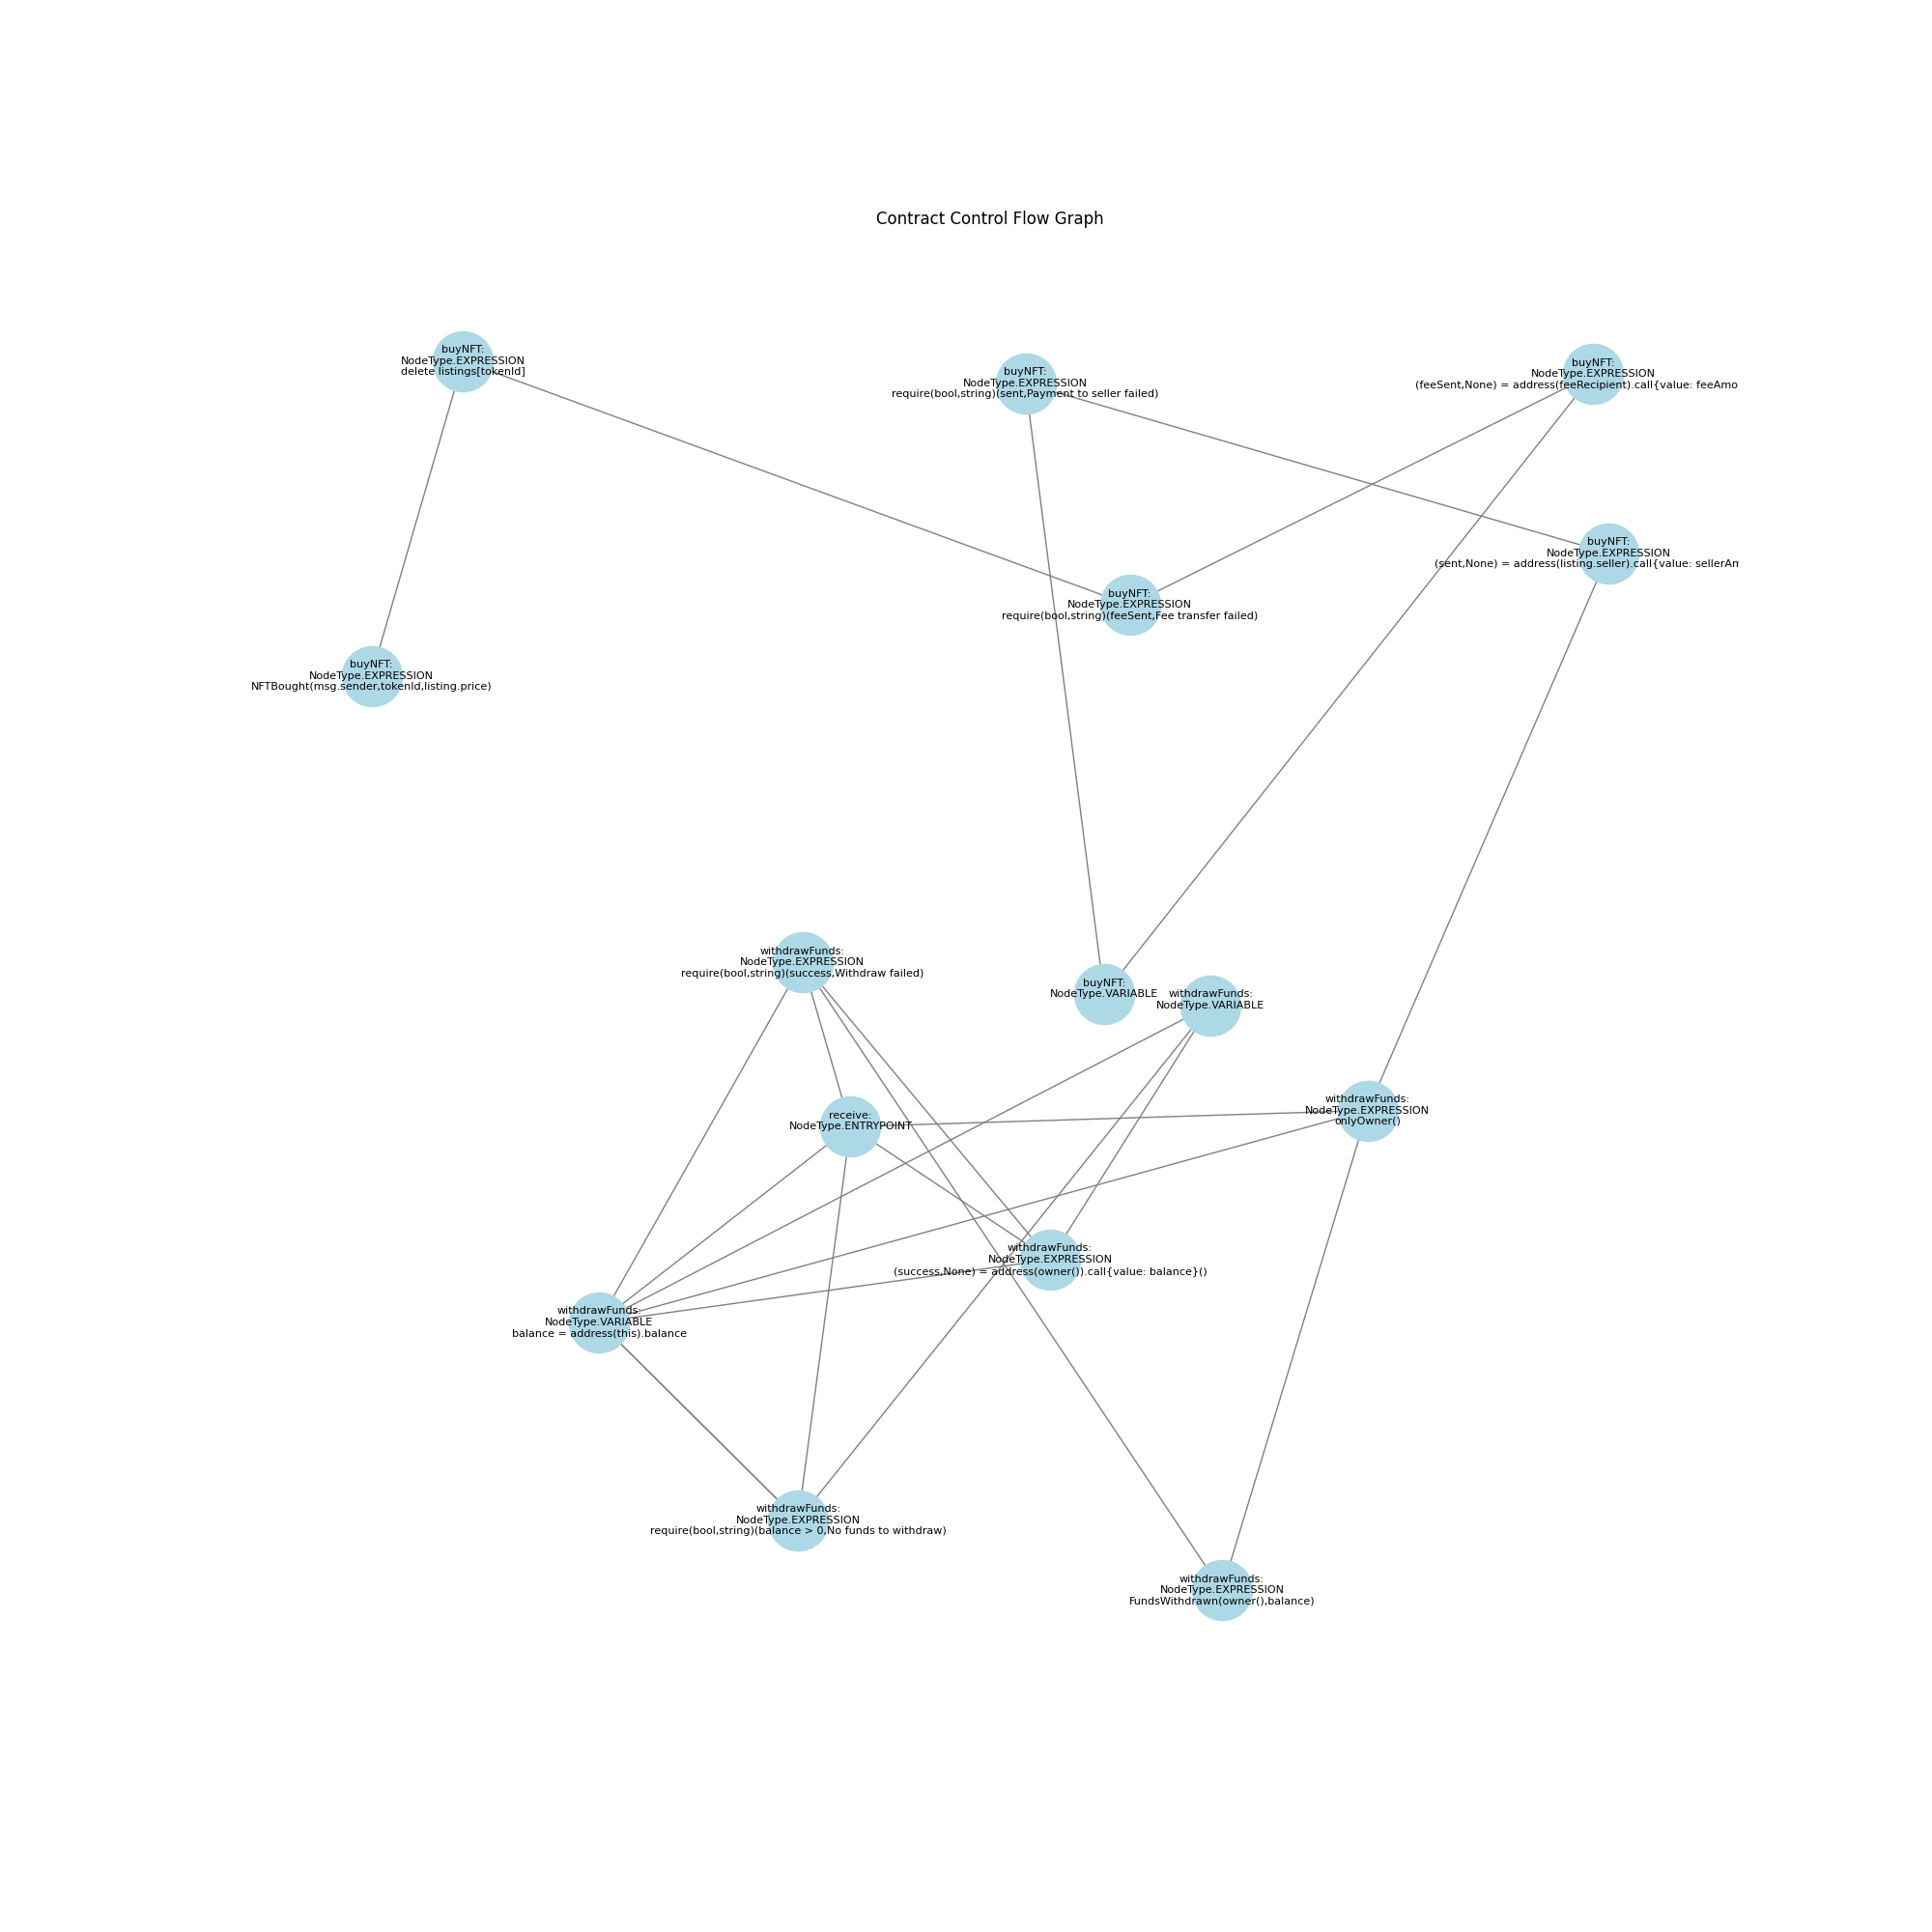 Contract Control Flow Graph
buyNFT:
NodeType.EXPRESSION
delete listings[tokenId]
buyNFT:
NodeType.EXPRESSION
require(bool,string)(sent,Payment to seller failed)
buyNFT:
NodeType.EXPRESSION
(feeSent,None) = address(feeRecipient).call{value: feeAmo
buyNFT:
NodeType.EXPRESSION
(sent,None) = address(listing.seller).call{value: sellerAm
buyNFT:
NodeType.EXPRESSION
require(bool,string)(feeSent,Fee transfer failed)
buyNFT:
NodeType.EXPRESSION
NFTBought(msg.sender,tokenId,listing.price)
withdrawFunds:
NodeType.EXPRESSION
require(bool,string)(success,Withdraw failed)
buyNFT:
NodeType.VARIABLE
withdrawFunds:
NodeType.VARIABLE
withdrawFunds:
NodeType.EXPRESSION
onlyOwner()
receive:
NodeType.ENTRYPOINT
withdrawFunds:
NodeType.EXPRESSION
(success,None) = address(owner()).call{value: balance}()
withdrawFunds:
NodeType.VARIABLE
balance = address(this).balance
withdrawFunds:
NodeType.EXPRESSION
require(bool,string)(balance > 0,No funds to withdraw)
withdrawFunds:
NodeType.EXPRESSION
FundsWithdrawn(owner(),balance)